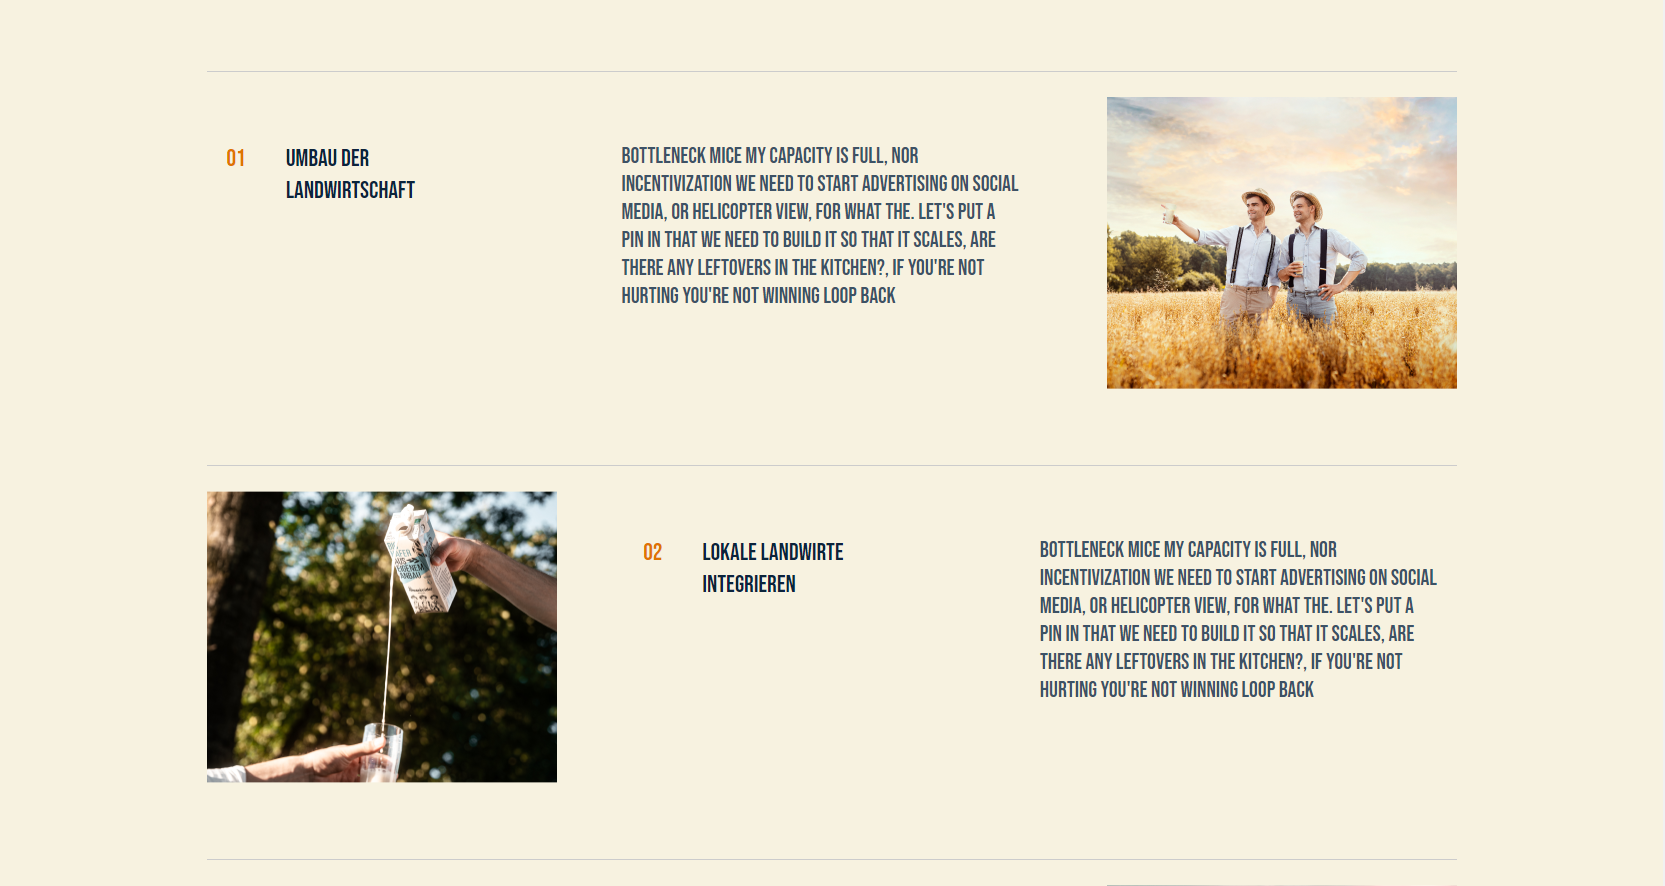 01
UMBAU DER
LANDWIRTSCHAFT
BOTTLENECK MICE MY CAPACITY IS FULL, NOR
INCENTIVIZATION WE NEED TO START ADVERTISING ON SOCIAL
MEDIA, OR HELICOPTER VIEW, FOR WHAT THE. LET'S PUT A
PIN IN THAT WE NEED TO BUILD IT SO THAT IT SCALES, ARE
THERE ANY LEFTOVERS IN THE KITCHEN?, IF YOU'RE NOT
HURTING YOU'RE NOT WINNING LOOP BACK
02
LOKALE LANDWIRTE
INTEGRIEREN
BOTTLENECK MICE MY CAPACITY IS FULL, NOR
INCENTIVIZATION WE NEED TO START ADVERTISING ON SOCIAL
MEDIA, OR HELICOPTER VIEW, FOR WHAT THE. LET'S PUT A
PIN IN THAT WE NEED TO BUILD IT SO THAT IT SCALES, ARE
THERE ANY LEFTOVERS IN THE KITCHEN?, IF YOU'RE NOT
HURTING YOU'RE NOT WINNING LOOP BACK